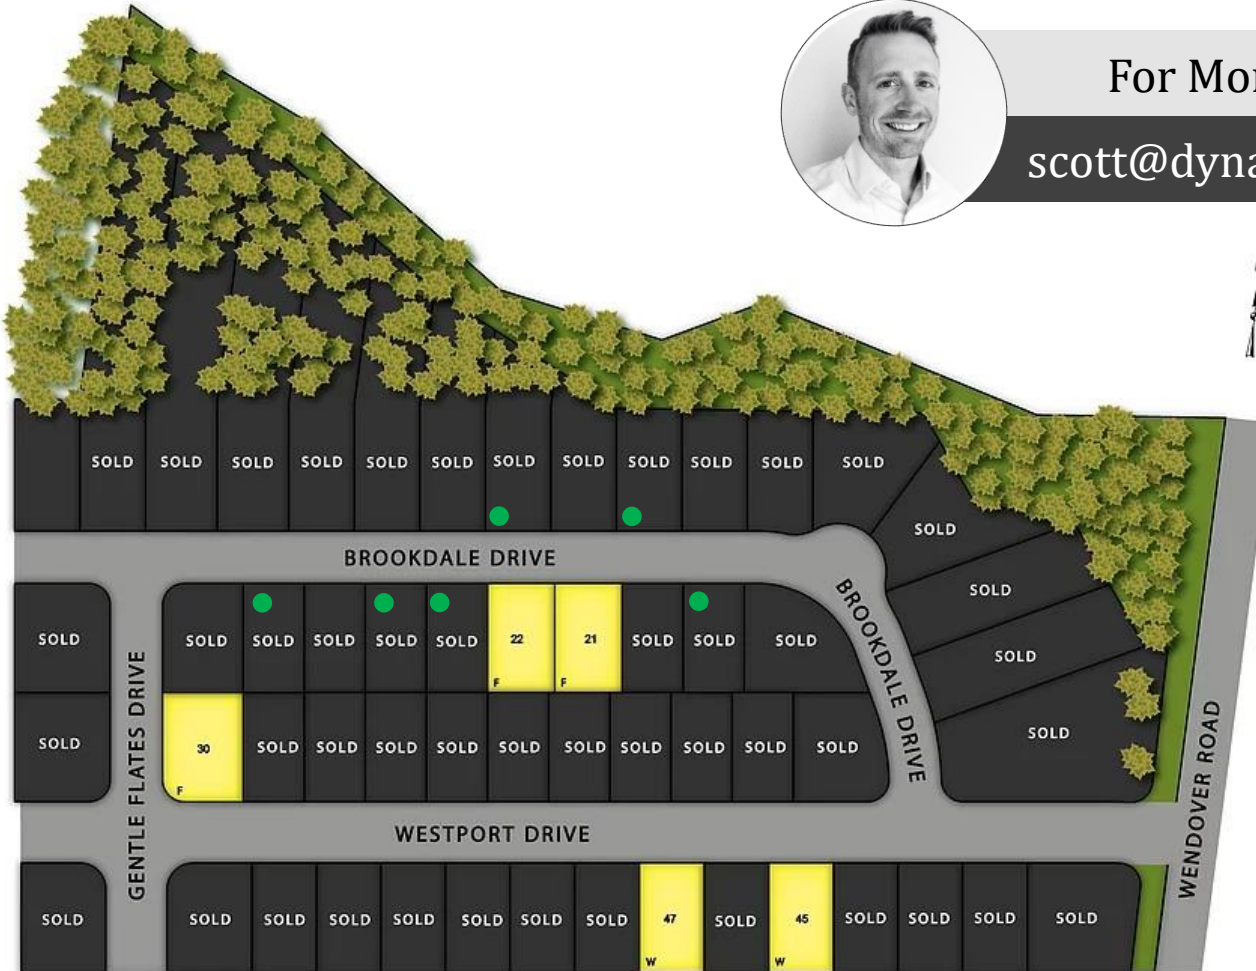 For Mor
scott@dyna
SOLD SOLD SOLD SOLD SOLD SOLD SOLD SOLD SOLD SOLD SOLD SOLD
SOLD
BROOKDALE DRIVE
SOLD
BROOKDALE DRIVE
SOLD SOLD SOLD SOLD SOLD SOLD 22 21 SOLD SOLD SOLD
SOLD
F F
GENTLE FLATES DRIVE
SOLD 30 SOLD SOLD SOLD SOLD SOLD SOLD SOLD SOLD SOLD SOLD
SOLD
F
WENDOVER ROAD
WESTPORT DRIVE
SOLD SOLD SOLD SOLD SOLD SOLD SOLD SOLD 47 SOLD 45 SOLD SOLD SOLD SOLD
W W